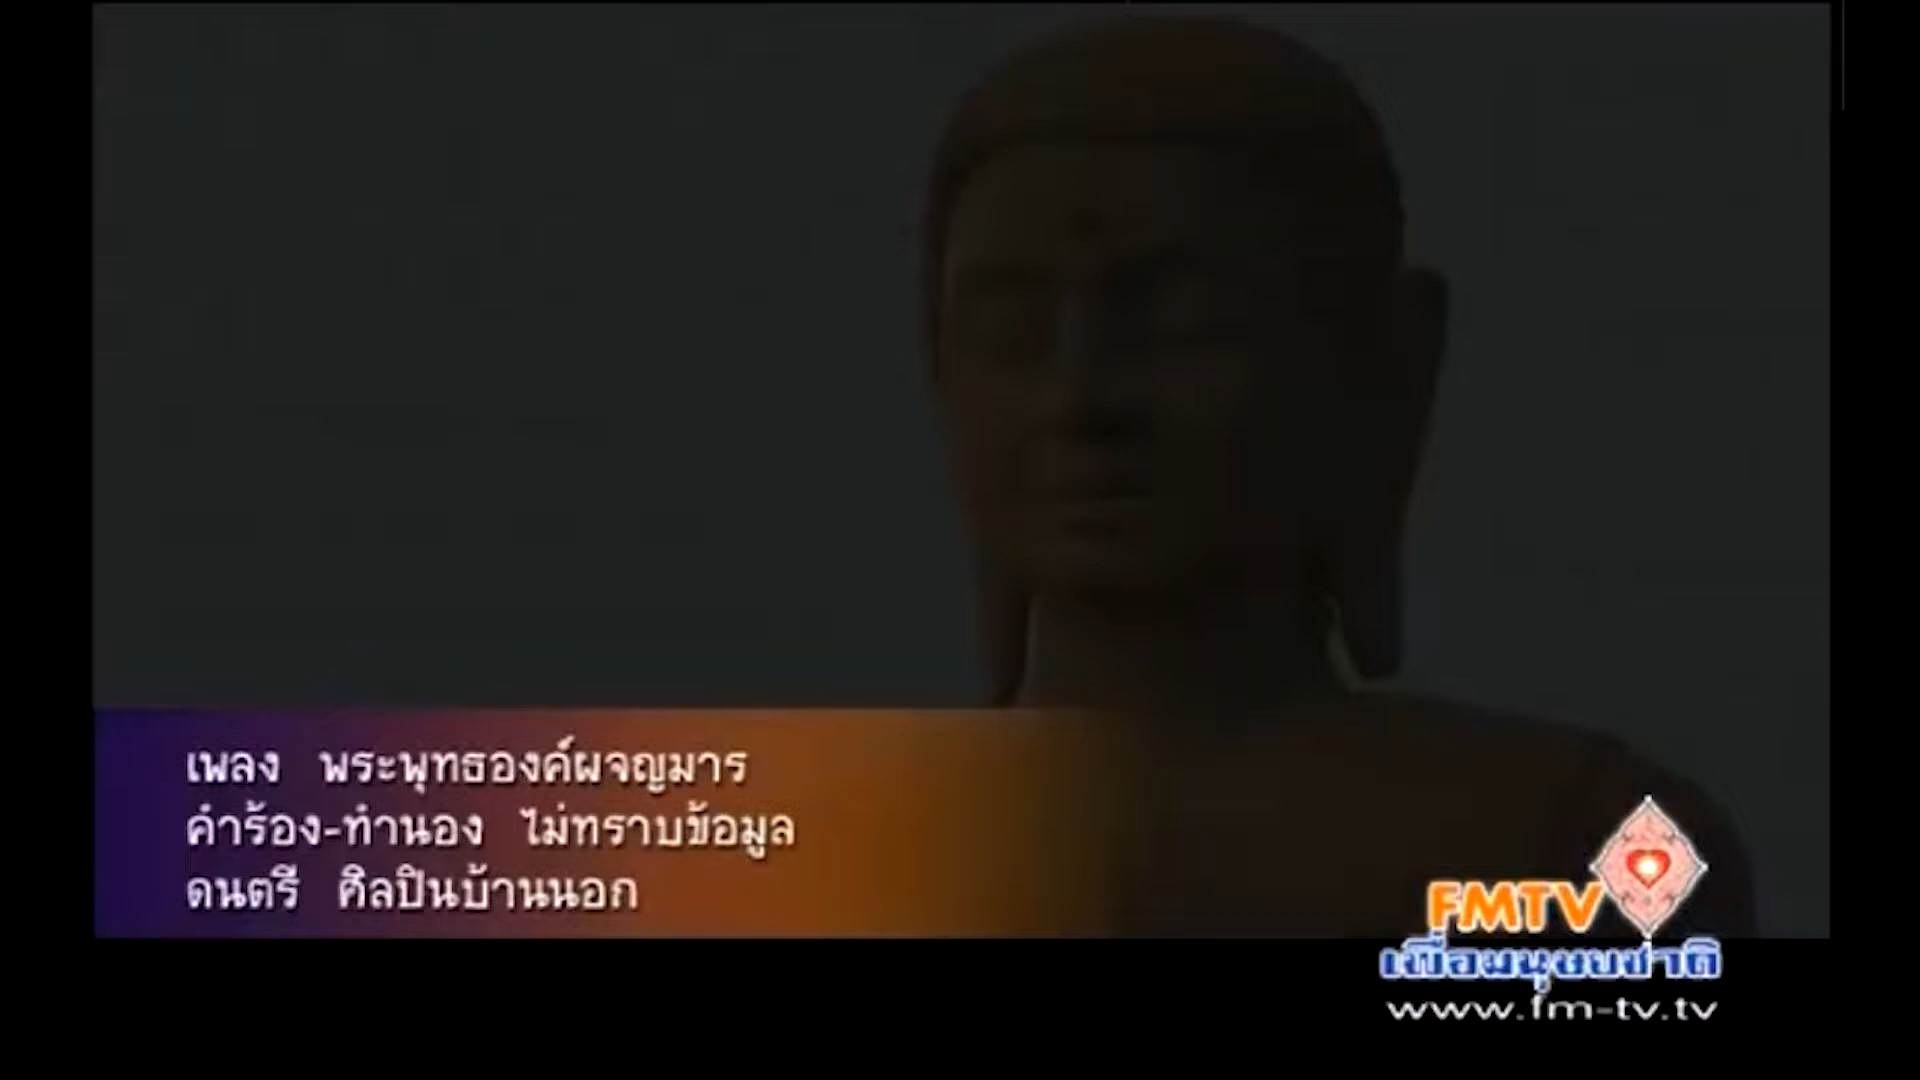 เพลง พระพุทธองค์ผจญมาร
คำร้อง-ทำนอง ไม่ทราบข้อมูล
ดนตรี ศิลปินบ้านนอก
FMTV
เพื่อมนุษยชาติ
www.fm-tv.tv